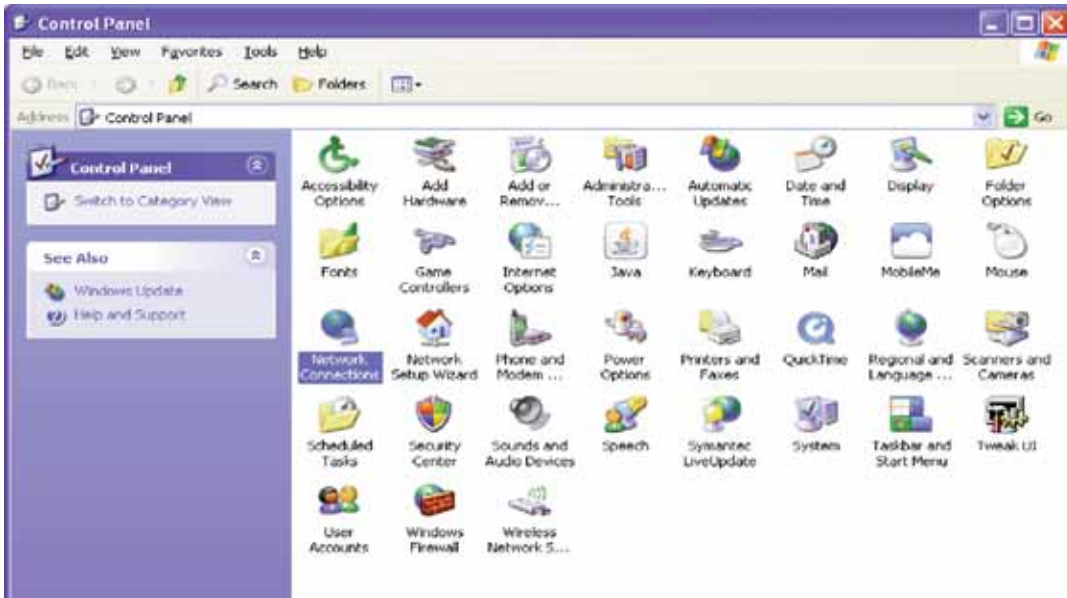 Control Panel
File Edit View Favorites Tools Help
Back Search Folders
Address Control Panel Go
Control Panel
Switch to Category View
See Also
Windows Update
Help and Support
Accessibility Options
Add Hardware
Add or Remov...
Administra... Tools
Automatic Updates
Date and Time
Display
Folder Options
Fonts
Game Controllers
Internet Options
Java
Keyboard
Mail
MobileMe
Mouse
Network Connections
Network Setup Wizard
Phone and Modem ...
Power Options
Printers and Faxes
QuickTime
Regional and Language ...
Scanners and Cameras
Scheduled Tasks
Security Center
Sounds and Audio Devices
Speech
Symantec LiveUpdate
System
Taskbar and Start Menu
Tweak UI
User Accounts
Windows Firewall
Wireless Network S...